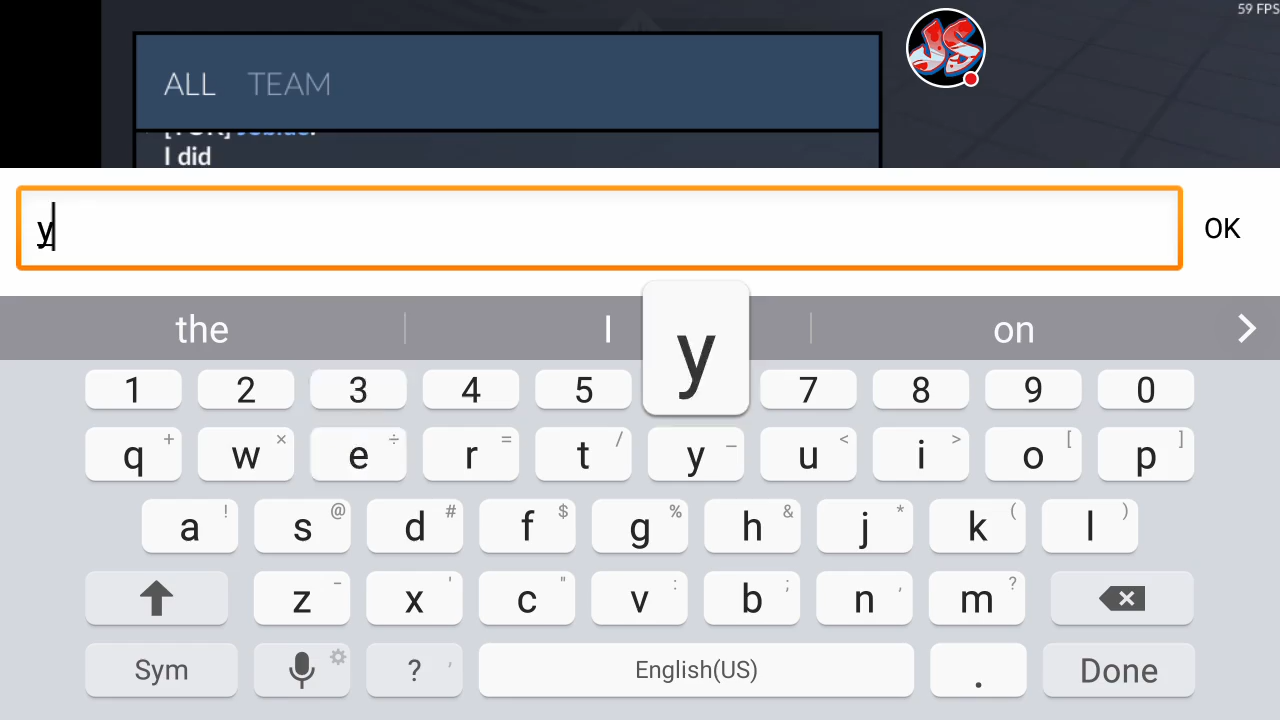 59 FPS
JS
ALL TEAM
I did
y
OK
the I y on
1 2 3 4 5 7 8 9 0
q + w × e ÷ r = t / y _ u < i > o [ p ]
a ! s @ d # f $ g % h & j * k ( l )
z - x ' c " v : b ; n , m ?
Sym ? , English(US) . Done